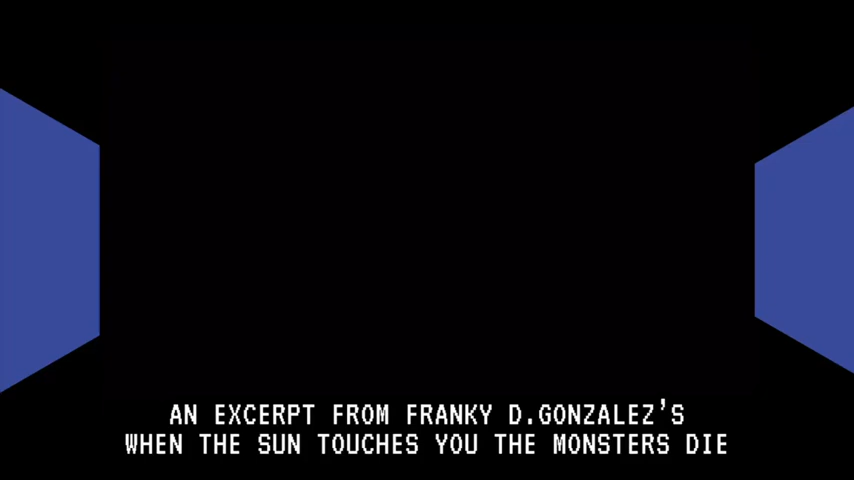 AN EXCERPT FROM FRANKY D.GONZALEZ'S
WHEN THE SUN TOUCHES YOU THE MONSTERS DIE